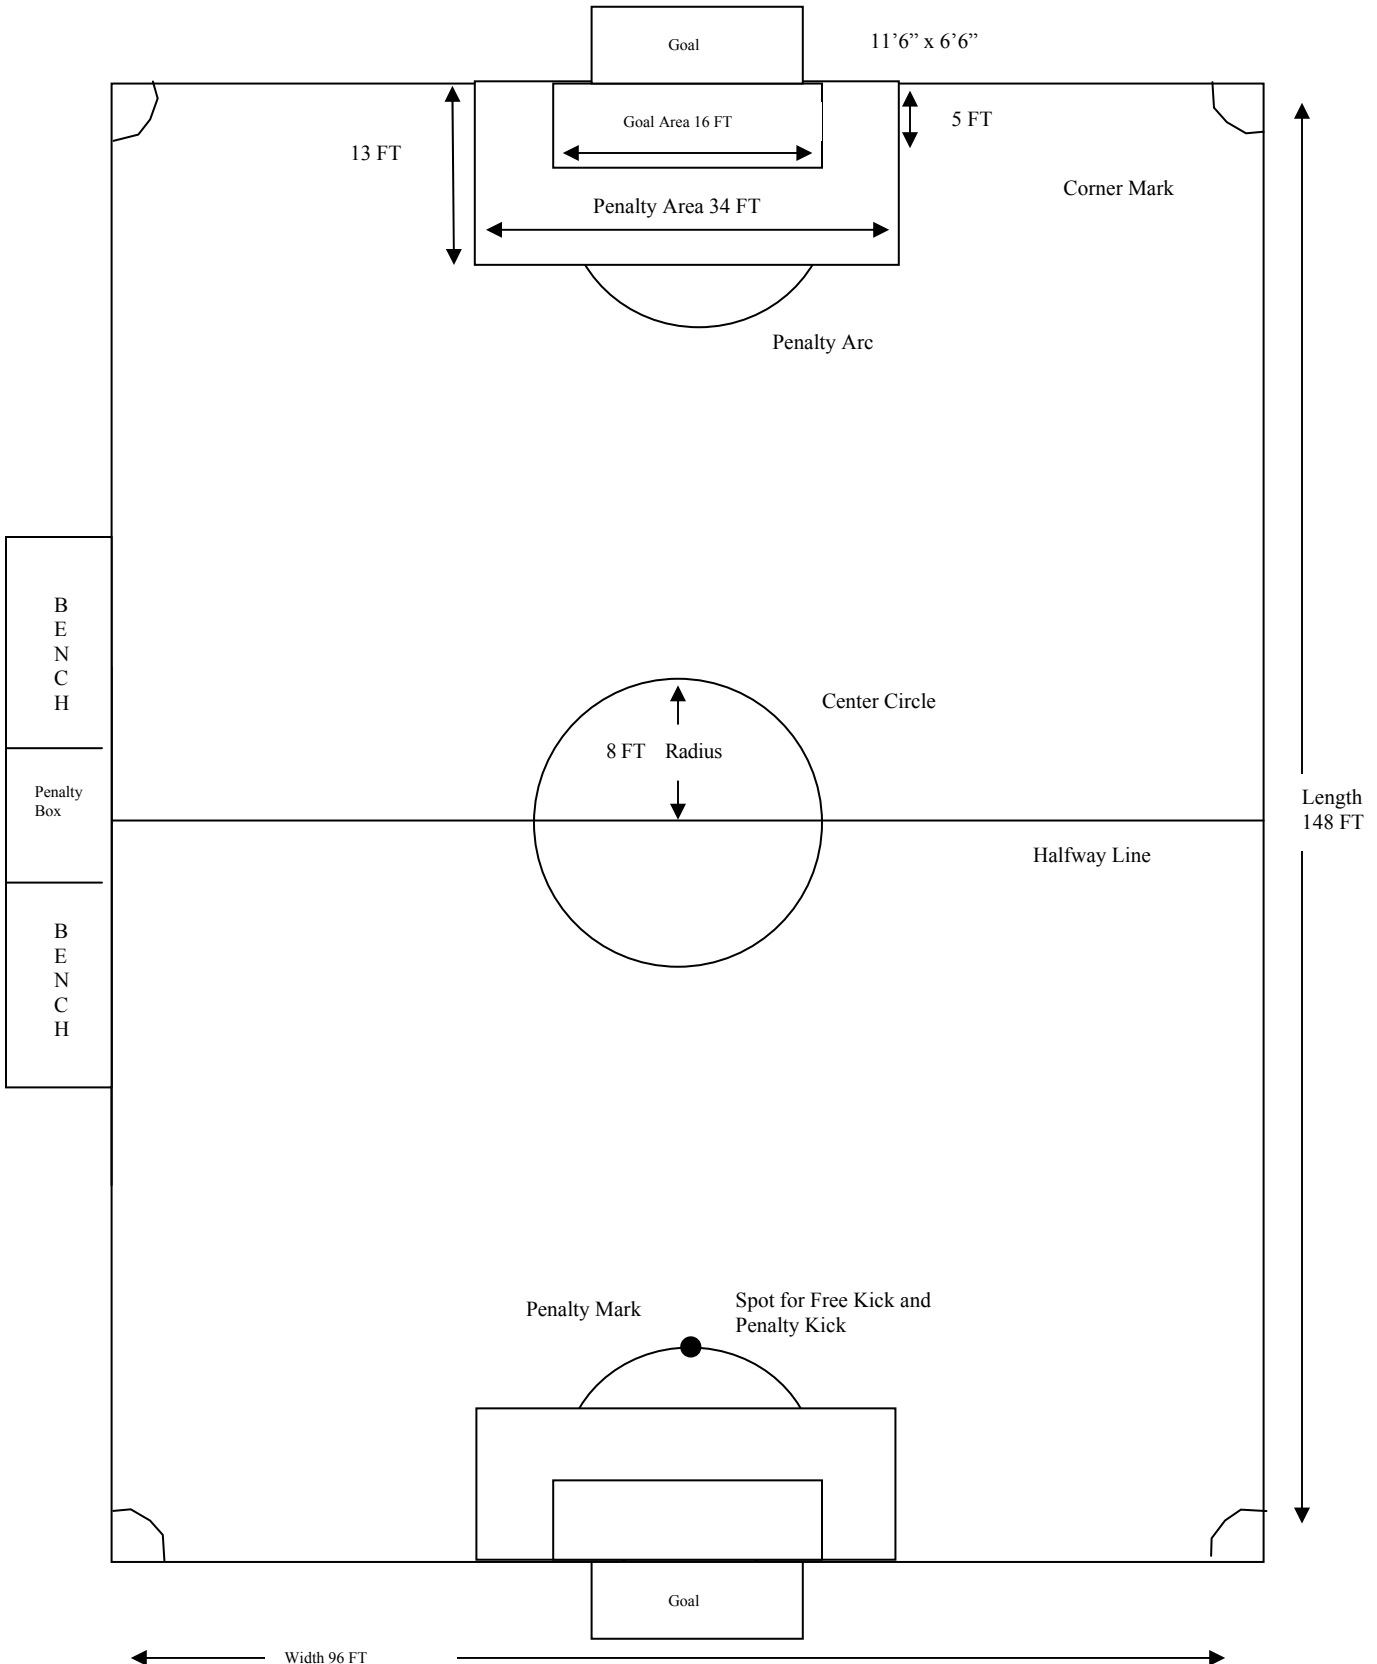 Goal
11’6” x 6’6”
Goal Area 16 FT
5 FT
13 FT
Corner Mark
Penalty Area 34 FT
Penalty Arc
B
E
N
C
H
Center Circle
8 FT Radius
Penalty
Box
Length
148 FT
Halfway Line
B
E
N
C
H
Penalty Mark
Spot for Free Kick and
Penalty Kick
Goal
Width 96 FT